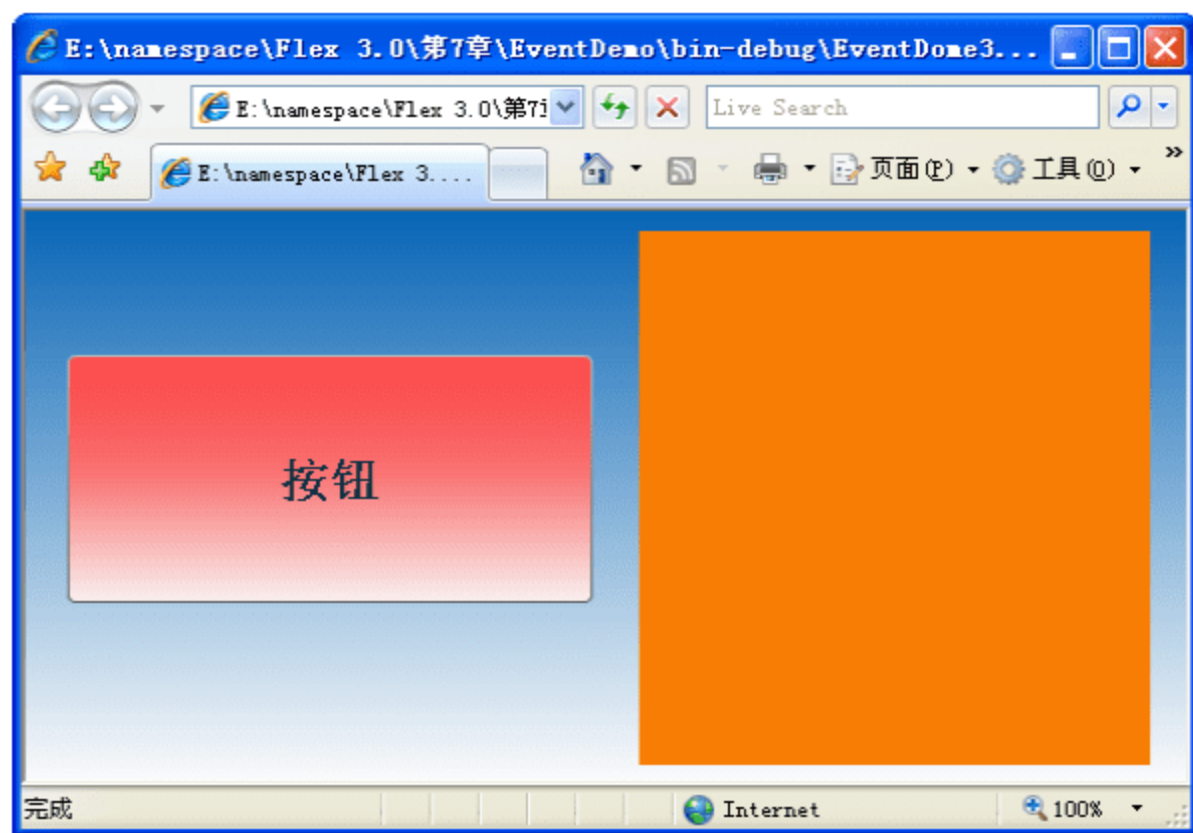 E:\namespace\Flex 3.0\第7章\EventDemo\bin-debug\EventDome3...
E:\namespace\Flex 3.0\第7
Live Search
E:\namespace\Flex 3....
页面(P)
工具(O)
按钮
完成
Internet
100%